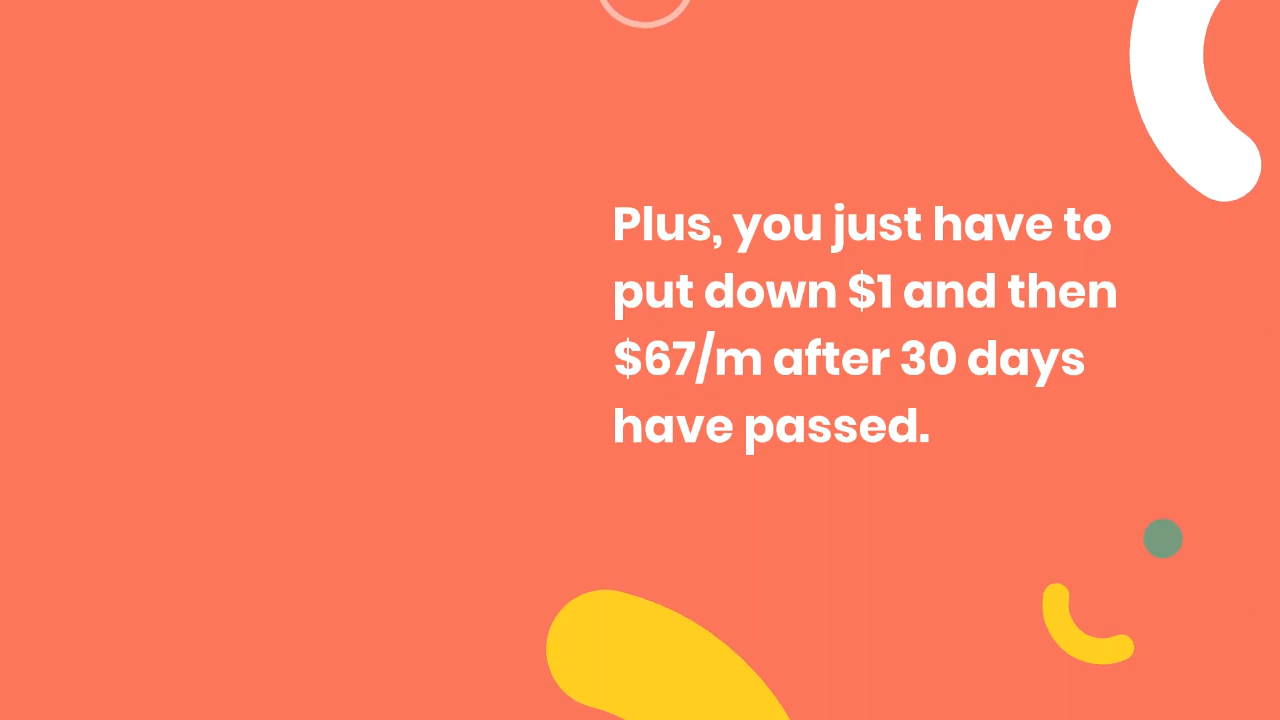 Plus, you just have to
put down $1 and then
$67/m after 30 days
have passed.